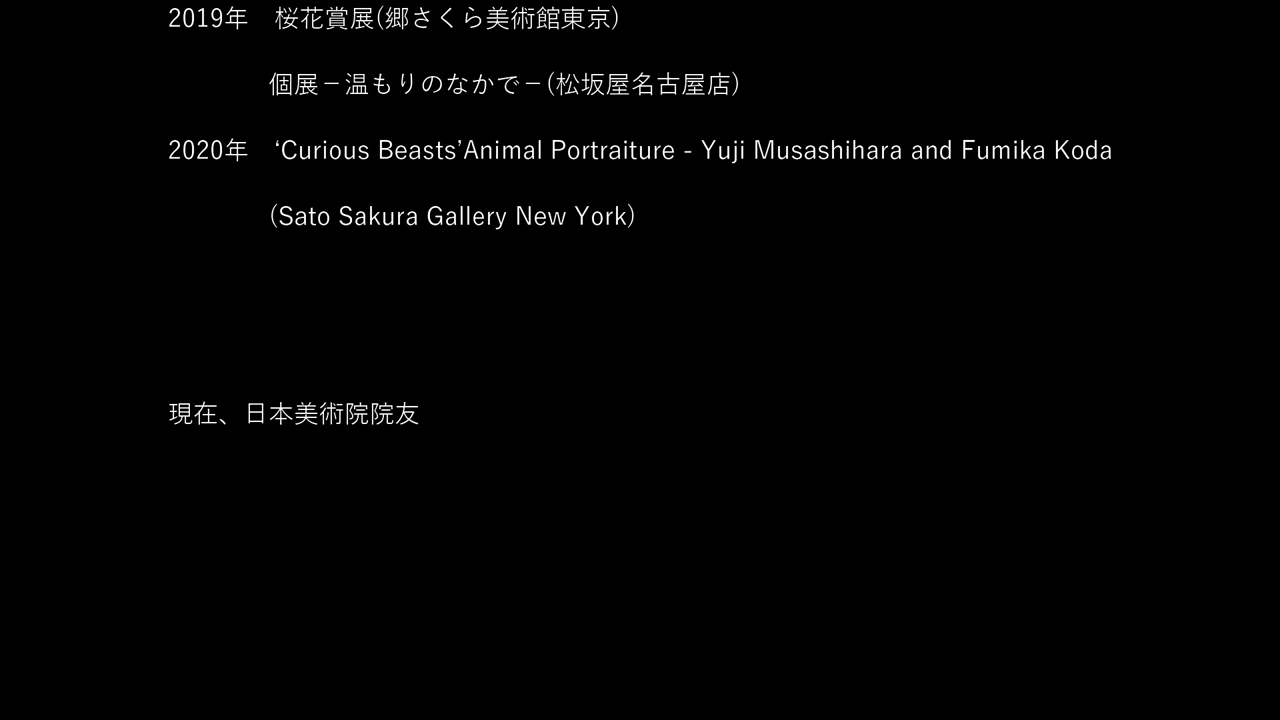 2019年　桜花賞展(郷さくら美術館東京)
個展－温もりのなかで－(松坂屋名古屋店)
2020年　‘Curious Beasts’Animal Portraiture - Yuji Musashihara and Fumika Koda
(Sato Sakura Gallery New York)
現在、日本美術院院友